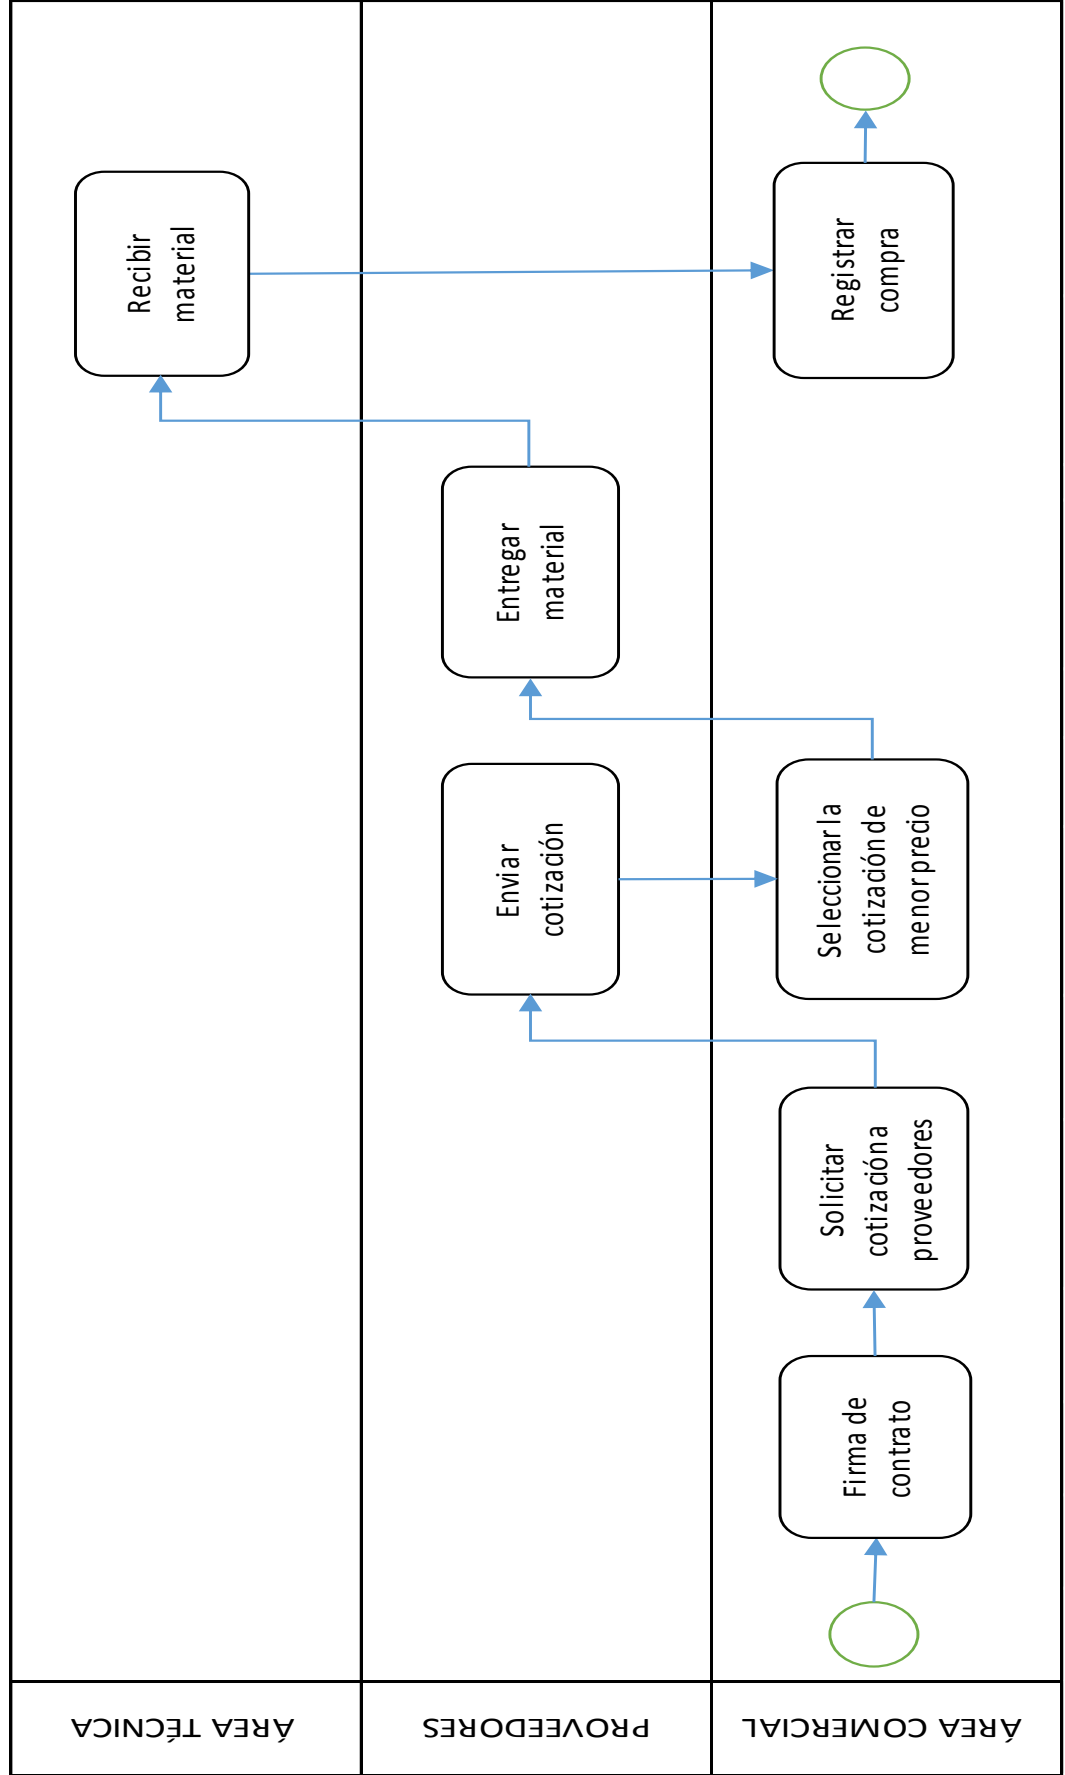 ÁREA TÉCNICA
Recibir
material
PROVEEDORES
Enviar
cotización
Entregar
material
ÁREA COMERCIAL
Firma de
contrato
Solicitar
cotización a
proveedores
Seleccionar la
cotización de
menor precio
Registrar
compra